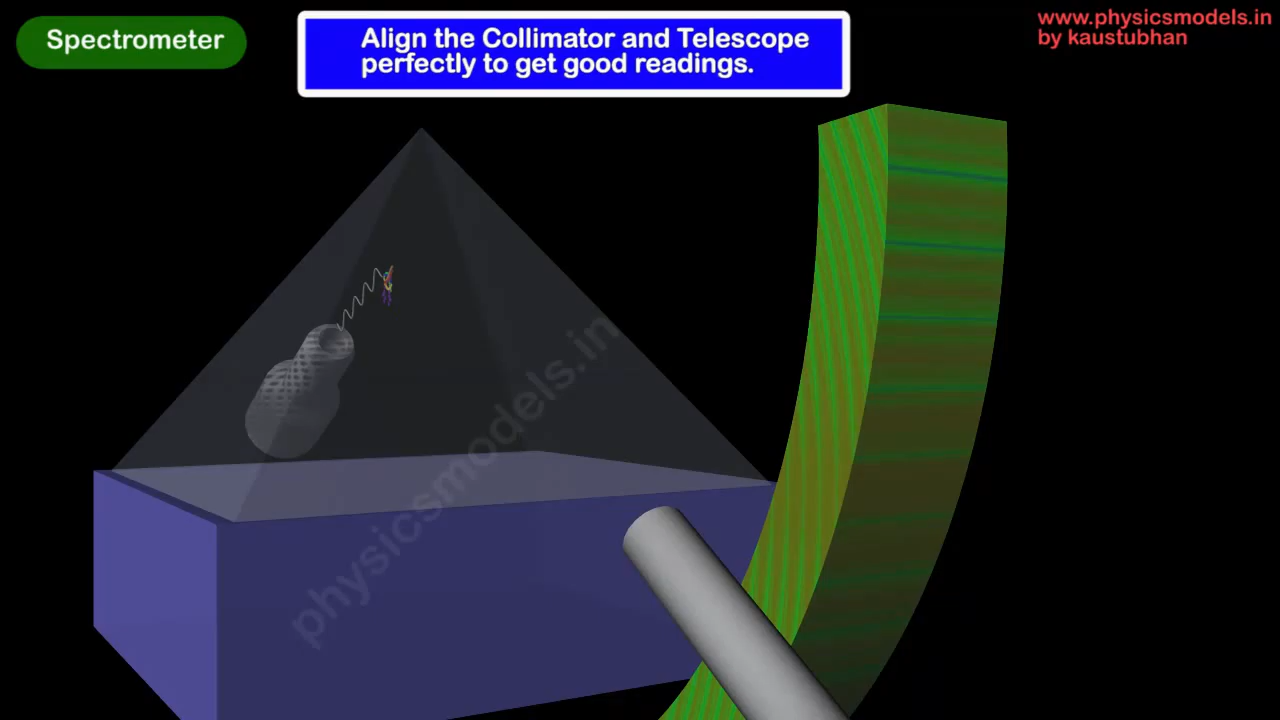 Spectrometer
Align the Collimator and Telescope
perfectly to get good readings.
www.physicsmodels.in
by kaustubhan
physicsmodels.in